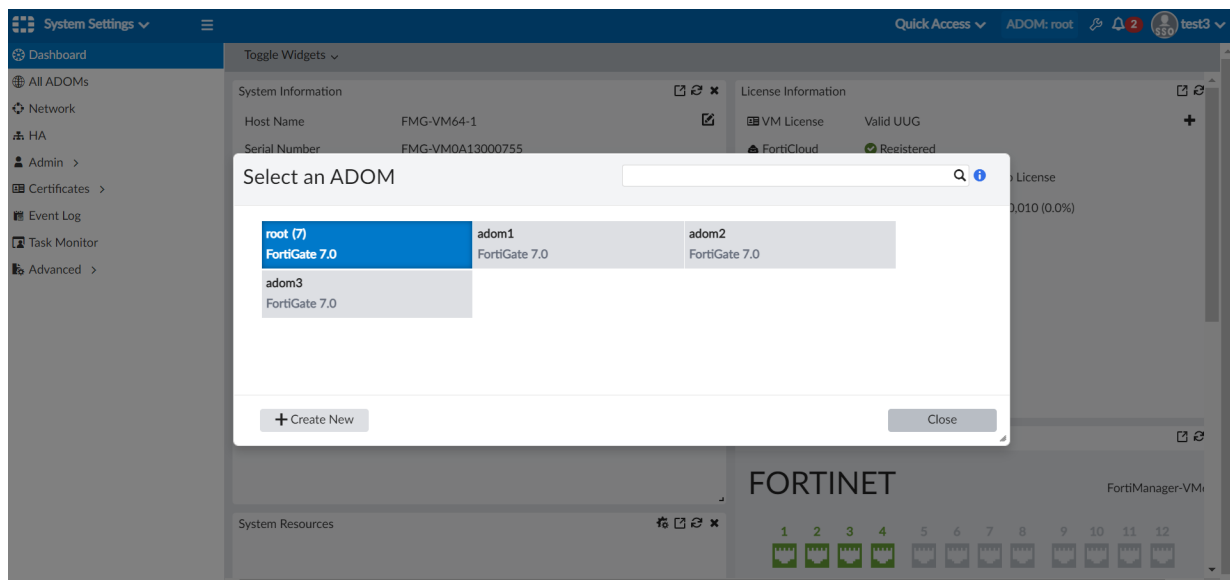 System Settings
Quick Access
ADOM: root
2
SSO
test3
Dashboard
All ADOMs
Network
HA
Admin
Certificates
Event Log
Task Monitor
Advanced
Toggle Widgets
System Information
Host Name FMG-VM64-1
Serial Number FMG-VM0A13000755
License Information
VM License Valid UUG
FortiCloud Registered
License
0,010 (0.0%)
Select an ADOM
root (7)
FortiGate 7.0
adom1
FortiGate 7.0
adom2
FortiGate 7.0
adom3
FortiGate 7.0
Create New
Close
FORTINET
FortiManager-VM
System Resources
1 2 3 4 5 6 7 8 9 10 11 12